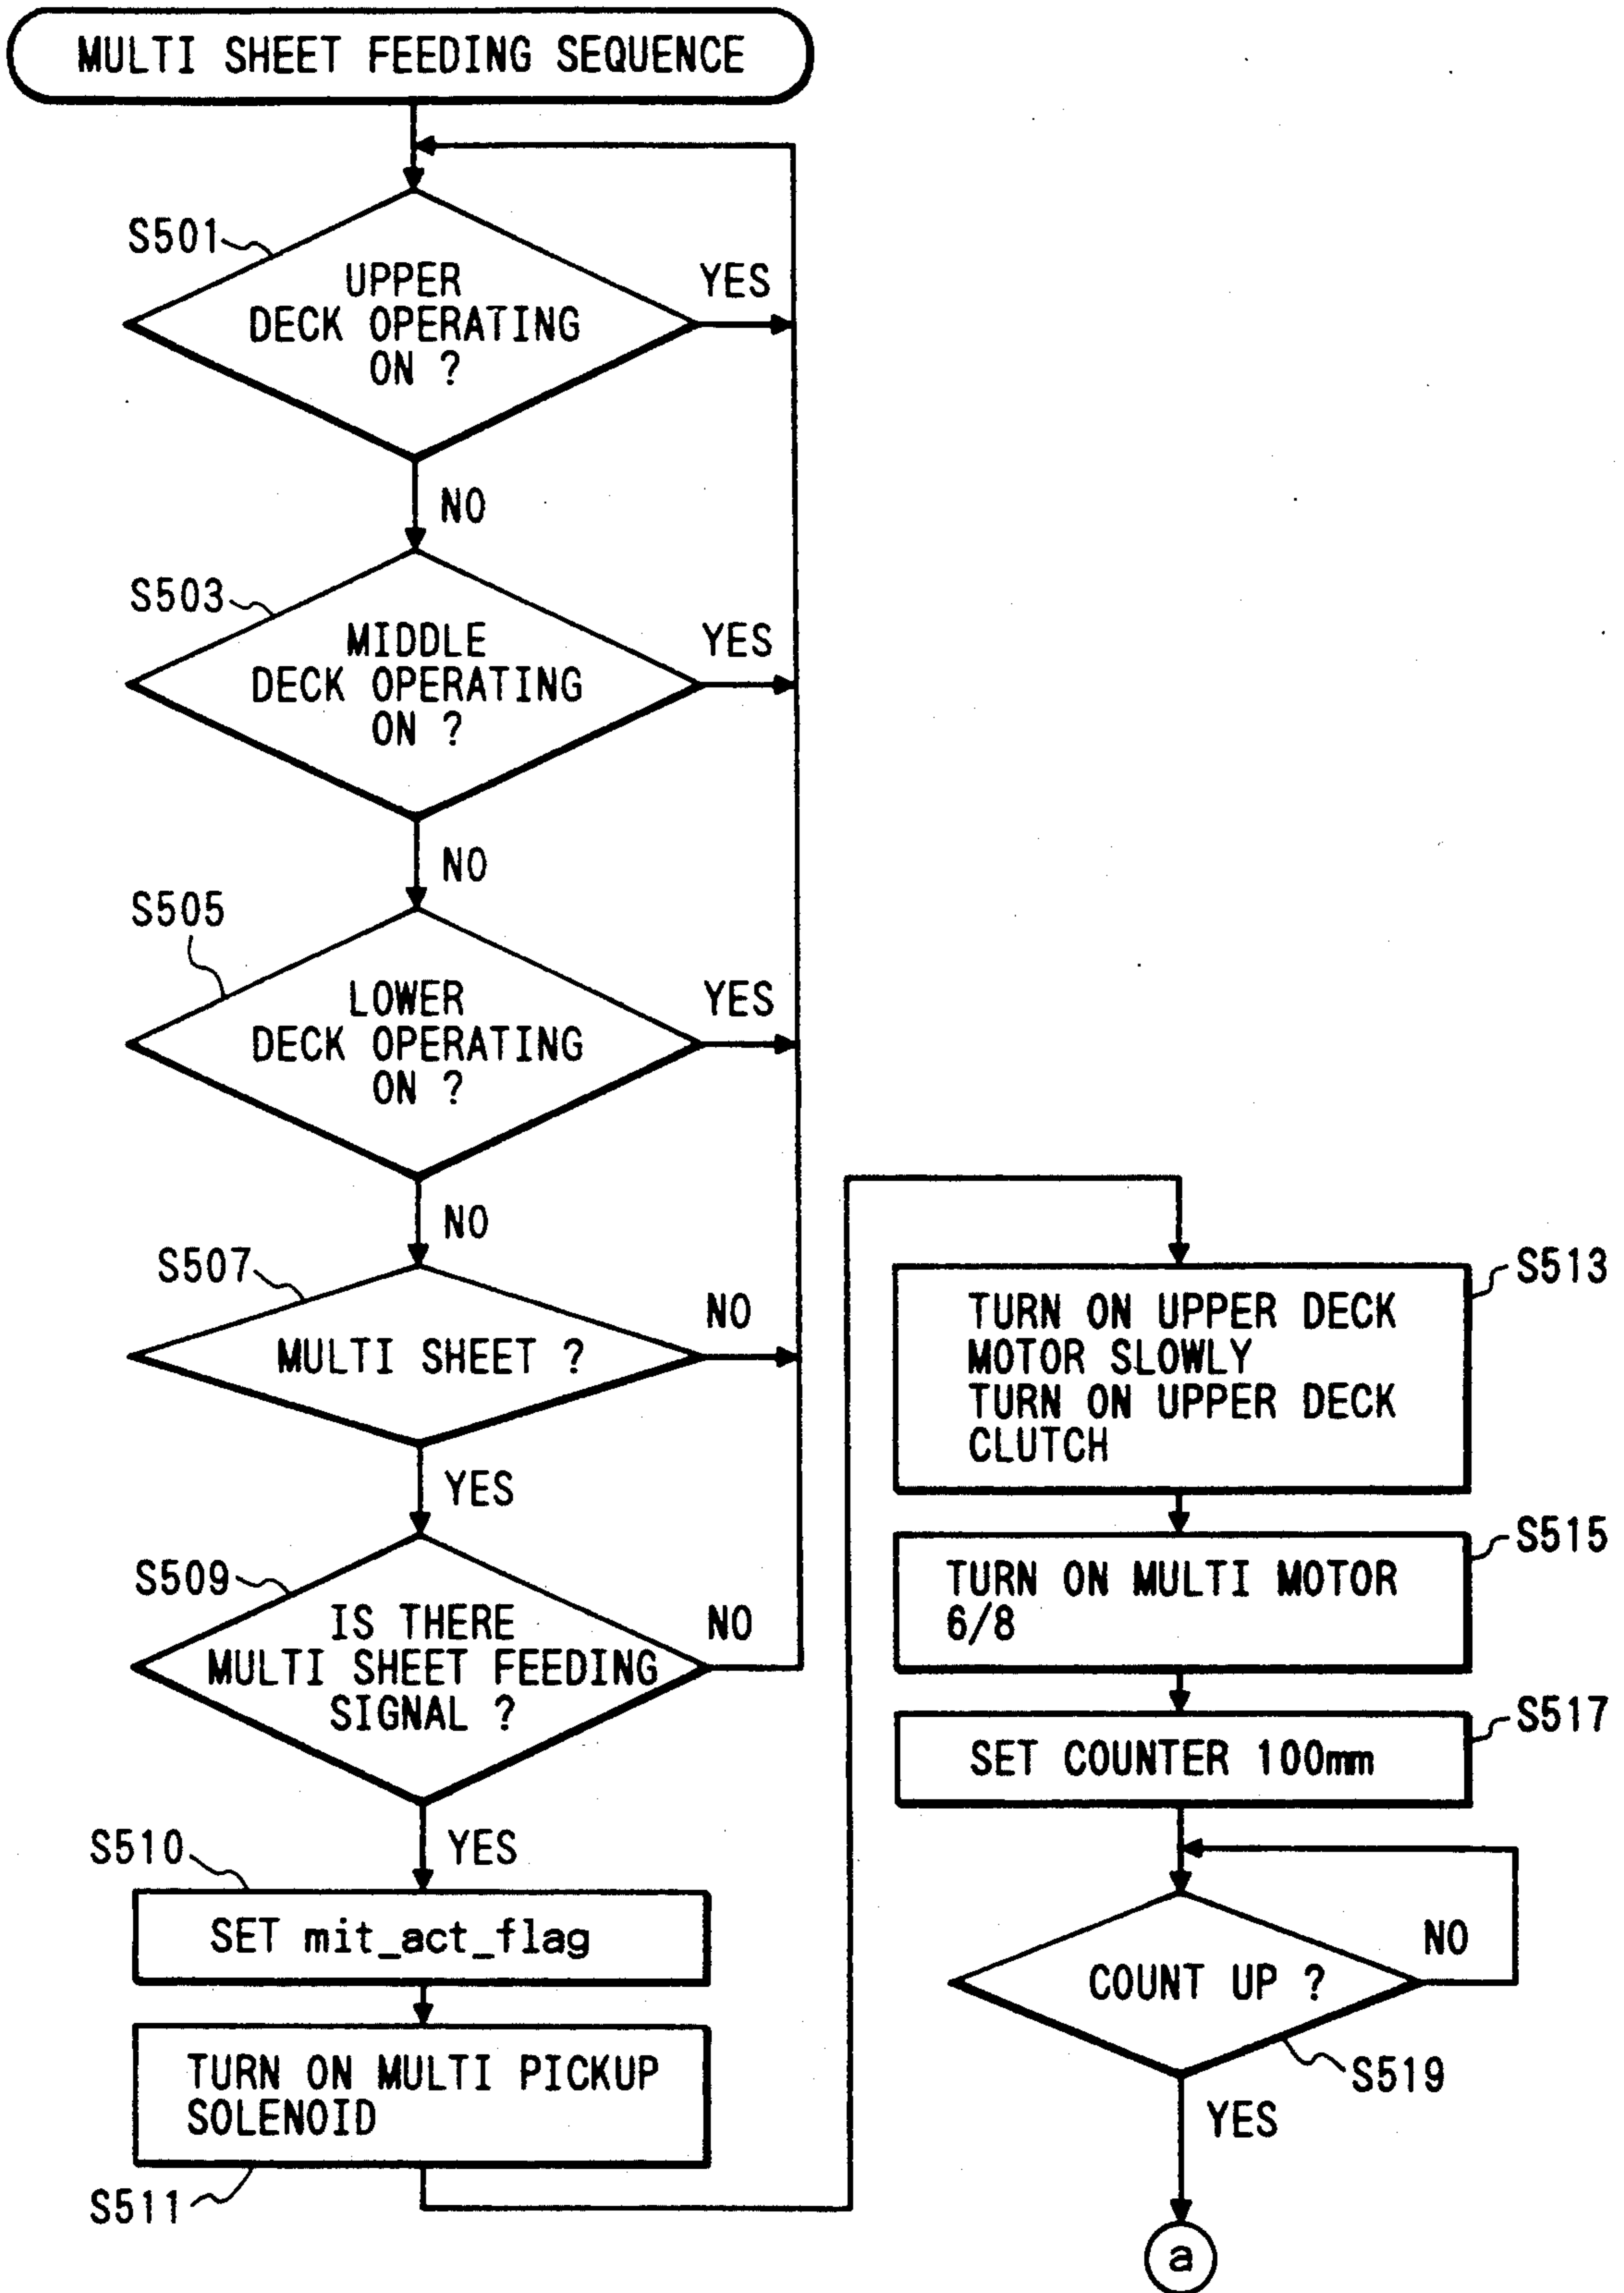 MULTI SHEET FEEDING SEQUENCE
S501
UPPER
DECK OPERATING
ON ?
YES
NO
S503
MIDDLE
DECK OPERATING
ON ?
YES
NO
S505
LOWER
DECK OPERATING
ON ?
YES
NO
S507
MULTI SHEET ?
NO
YES
S509
IS THERE
MULTI SHEET FEEDING
SIGNAL ?
NO
YES
S510
SET mit_act_flag
TURN ON MULTI PICKUP
SOLENOID
S511
S513
TURN ON UPPER DECK
MOTOR SLOWLY
TURN ON UPPER DECK
CLUTCH
S515
TURN ON MULTI MOTOR
6/8
S517
SET COUNTER 100mm
COUNT UP ?
NO
S519
YES
a